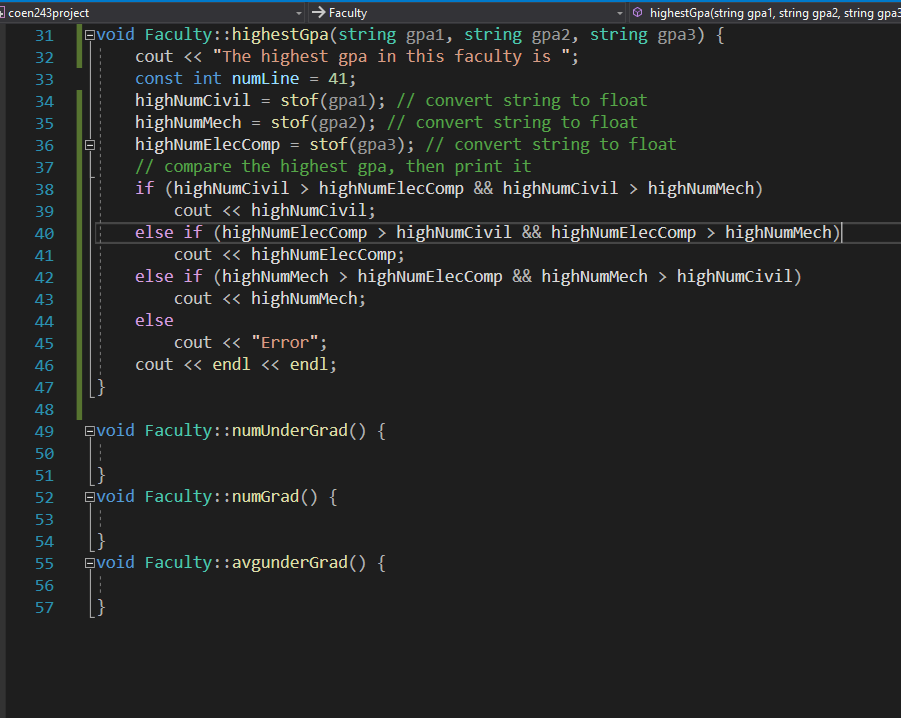 coen243project Faculty highestGpa(string gpa1, string gpa2, string gpa3
31 void Faculty::highestGpa(string gpa1, string gpa2, string gpa3) {
32 cout << "The highest gpa in this faculty is ";
33 const int numLine = 41;
34 highNumCivil = stof(gpa1); // convert string to float
35 highNumMech = stof(gpa2); // convert string to float
36 highNumElecComp = stof(gpa3); // convert string to float
37 // compare the highest gpa, then print it
38 if (highNumCivil > highNumElecComp && highNumCivil > highNumMech)
39 cout << highNumCivil;
40 else if (highNumElecComp > highNumCivil && highNumElecComp > highNumMech)
41 cout << highNumElecComp;
42 else if (highNumMech > highNumElecComp && highNumMech > highNumCivil)
43 cout << highNumMech;
44 else
45 cout << "Error";
46 cout << endl << endl;
47 }
48
49 void Faculty::numUnderGrad() {
50
51 }
52 void Faculty::numGrad() {
53
54 }
55 void Faculty::avgunderGrad() {
56
57 }